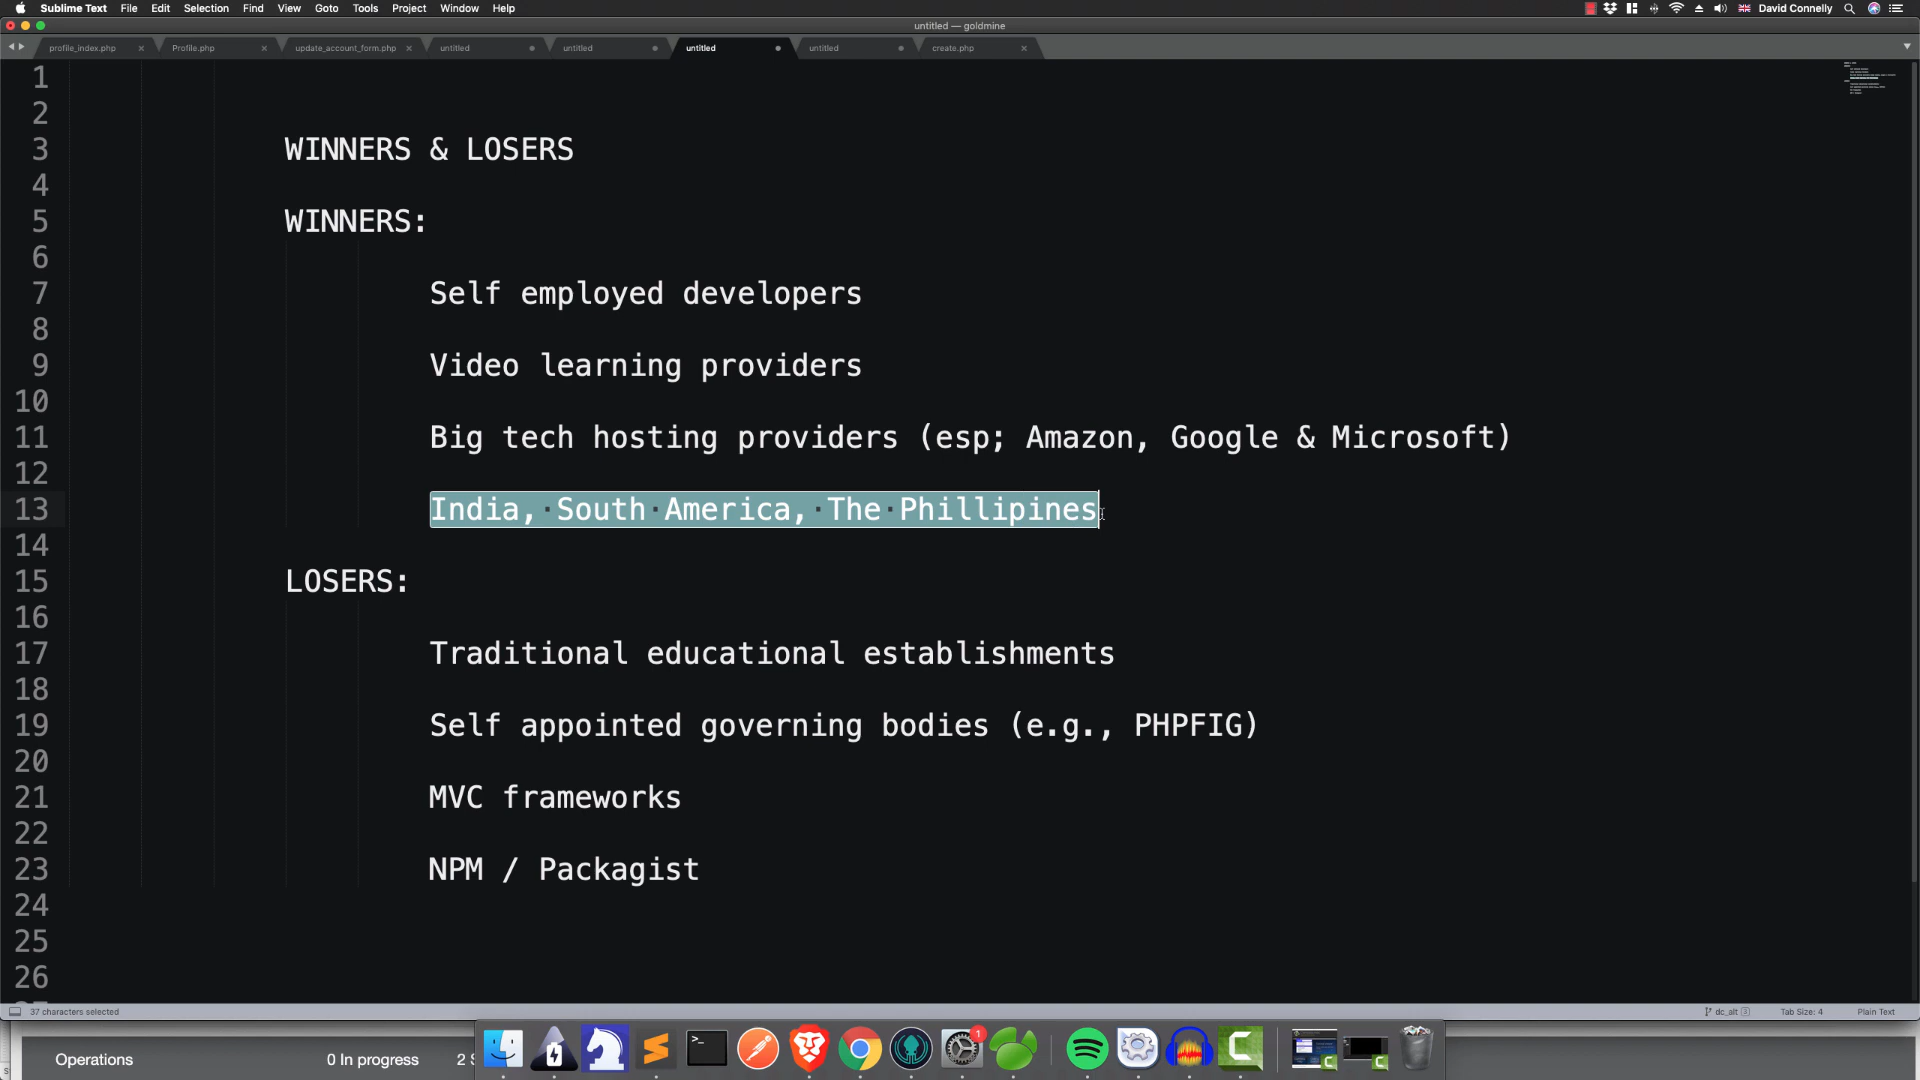 Sublime Text File Edit Selection Find View Goto Tools Project Window Help David Connelly
untitled — goldmine
profile_index.php Profile.php update_account_form.php untitled untitled untitled untitled create.php
1
2
3 WINNERS & LOSERS
4
5 WINNERS:
6
7 Self employed developers
8
9 Video learning providers
10
11 Big tech hosting providers (esp; Amazon, Google & Microsoft)
12
13 India, South America, The Phillipines
14
15 LOSERS:
16
17 Traditional educational establishments
18
19 Self appointed governing bodies (e.g., PHPFIG)
20
21 MVC frameworks
22
23 NPM / Packagist
24
25
26
37 characters selected dc_alt 3 Tab Size: 4 Plain Text
Operations 0 In progress 2
1